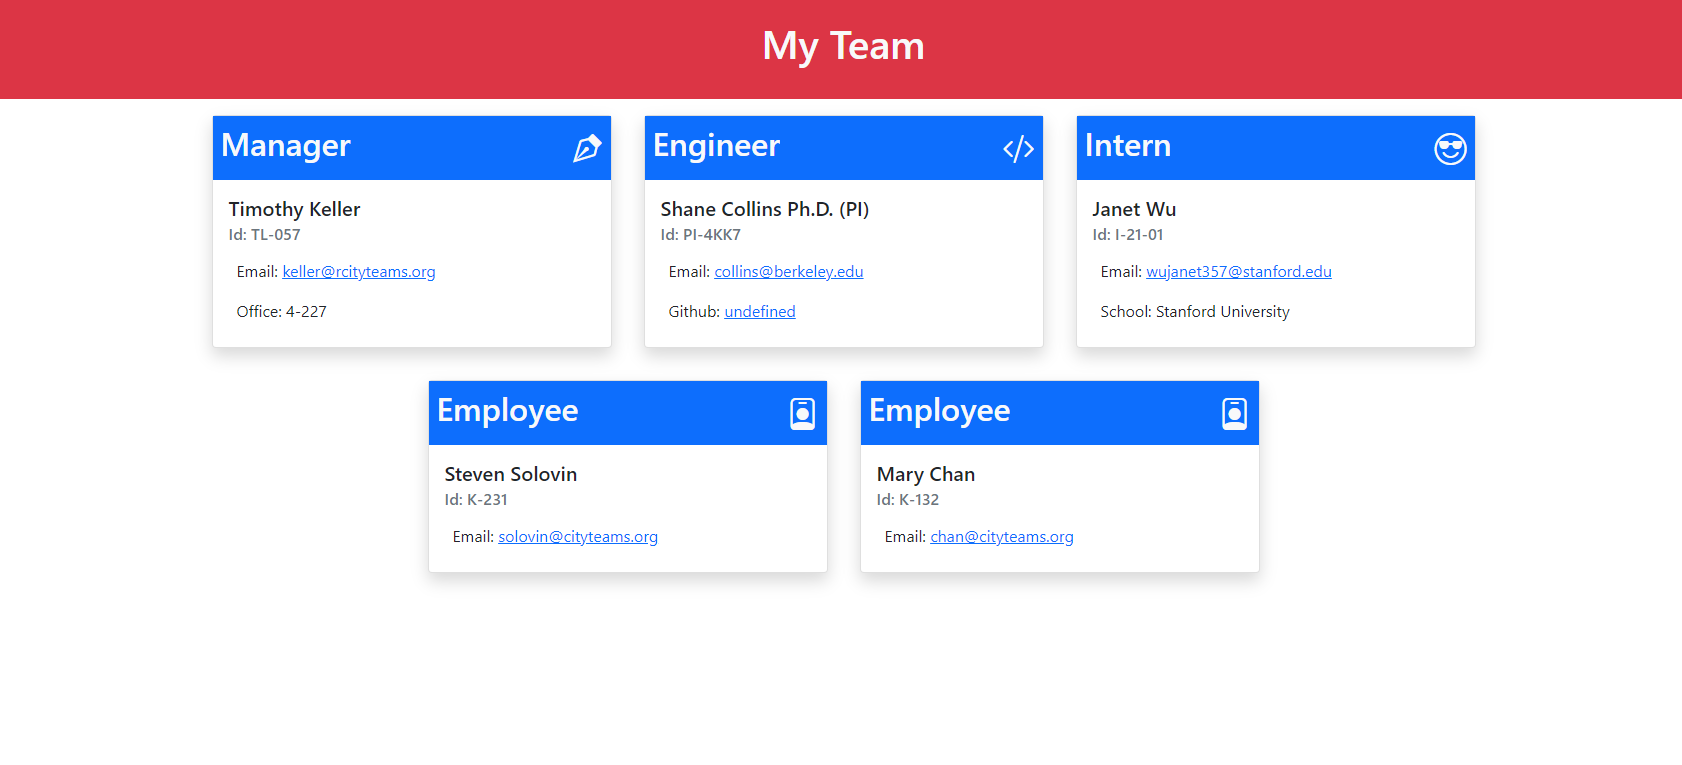 My Team
Manager
Timothy Keller
Id: TL-057
Email: keller@rcityteams.org
Office: 4-227
Engineer
Shane Collins Ph.D. (PI)
Id: PI-4KK7
Email: collins@berkeley.edu
Github: undefined
Intern
Janet Wu
Id: I-21-01
Email: wujanet357@stanford.edu
School: Stanford University
Employee
Steven Solovin
Id: K-231
Email: solovin@cityteams.org
Employee
Mary Chan
Id: K-132
Email: chan@cityteams.org